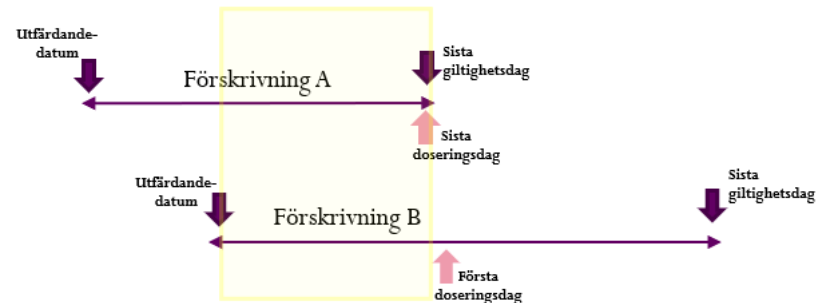 Utfärdande-
datum
Förskrivning A
Sista
giltighetsdag
Sista
doseringsdag
Utfärdande-
datum
Förskrivning B
Sista
giltighetsdag
Första
doseringsdag